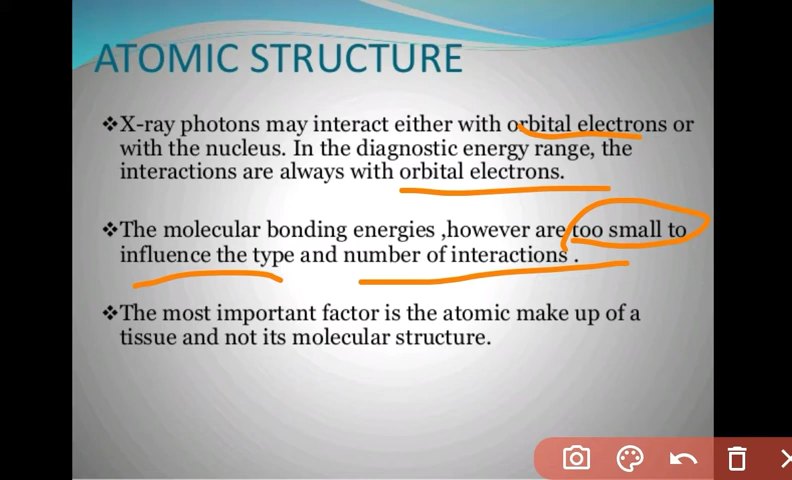 ATOMIC STRUCTURE
❖X-ray photons may interact either with orbital electrons or
with the nucleus. In the diagnostic energy range, the
interactions are always with orbital electrons.
❖The molecular bonding energies ,however are too small to
influence the type and number of interactions .
❖The most important factor is the atomic make up of a
tissue and not its molecular structure.